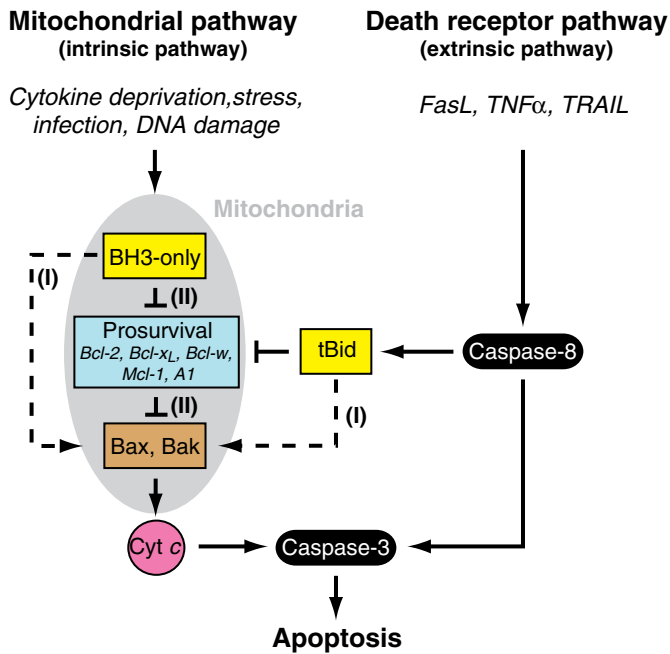 Mitochondrial pathway
(intrinsic pathway)
Death receptor pathway
(extrinsic pathway)
Cytokine deprivation,stress,
infection, DNA damage
FasL, TNFα, TRAIL
Mitochondria
BH3-only
(I)
(II)
Prosurvival
Bcl-2, Bcl-xL, Bcl-w,
Mcl-1, A1
tBid
Caspase-8
(II)
(I)
Bax, Bak
Cyt c
Caspase-3
Apoptosis